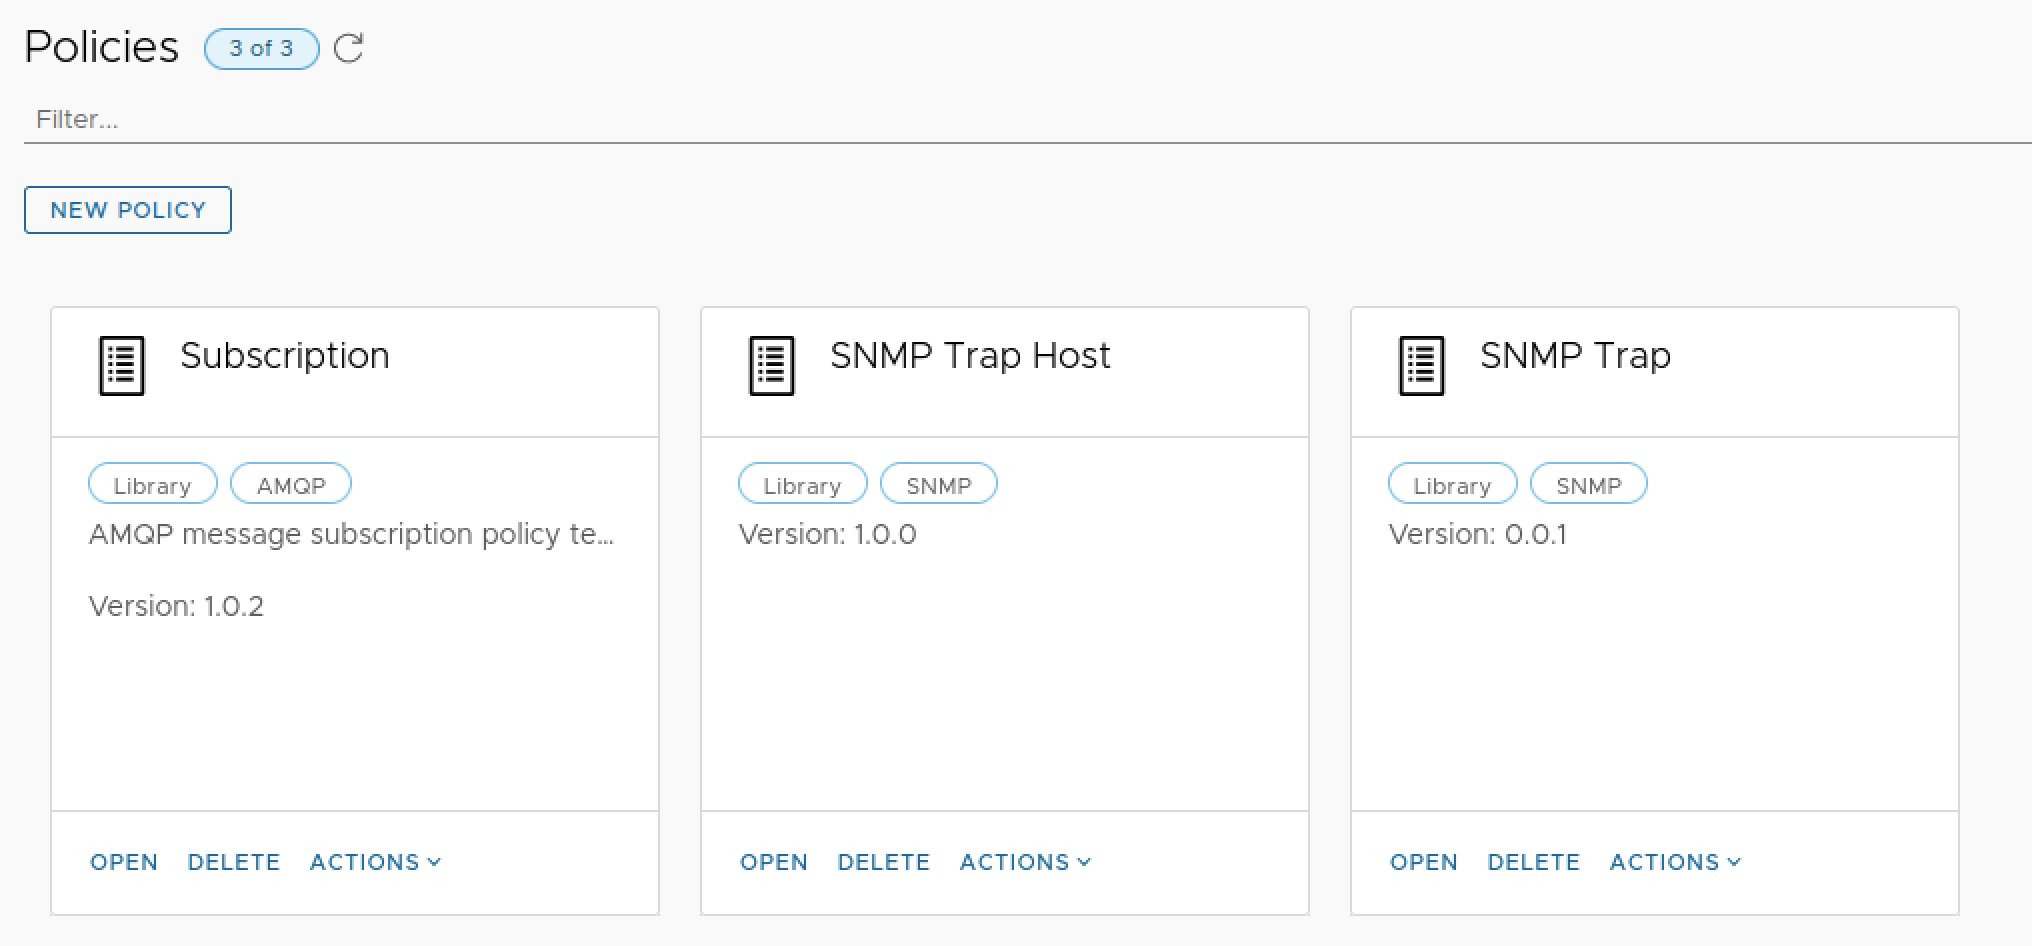 Policies 3 of 3
Filter...
NEW POLICY
Subscription
Library AMQP
AMQP message subscription policy te...
Version: 1.0.2
OPEN DELETE ACTIONS
SNMP Trap Host
Library SNMP
Version: 1.0.0
OPEN DELETE ACTIONS
SNMP Trap
Library SNMP
Version: 0.0.1
OPEN DELETE ACTIONS